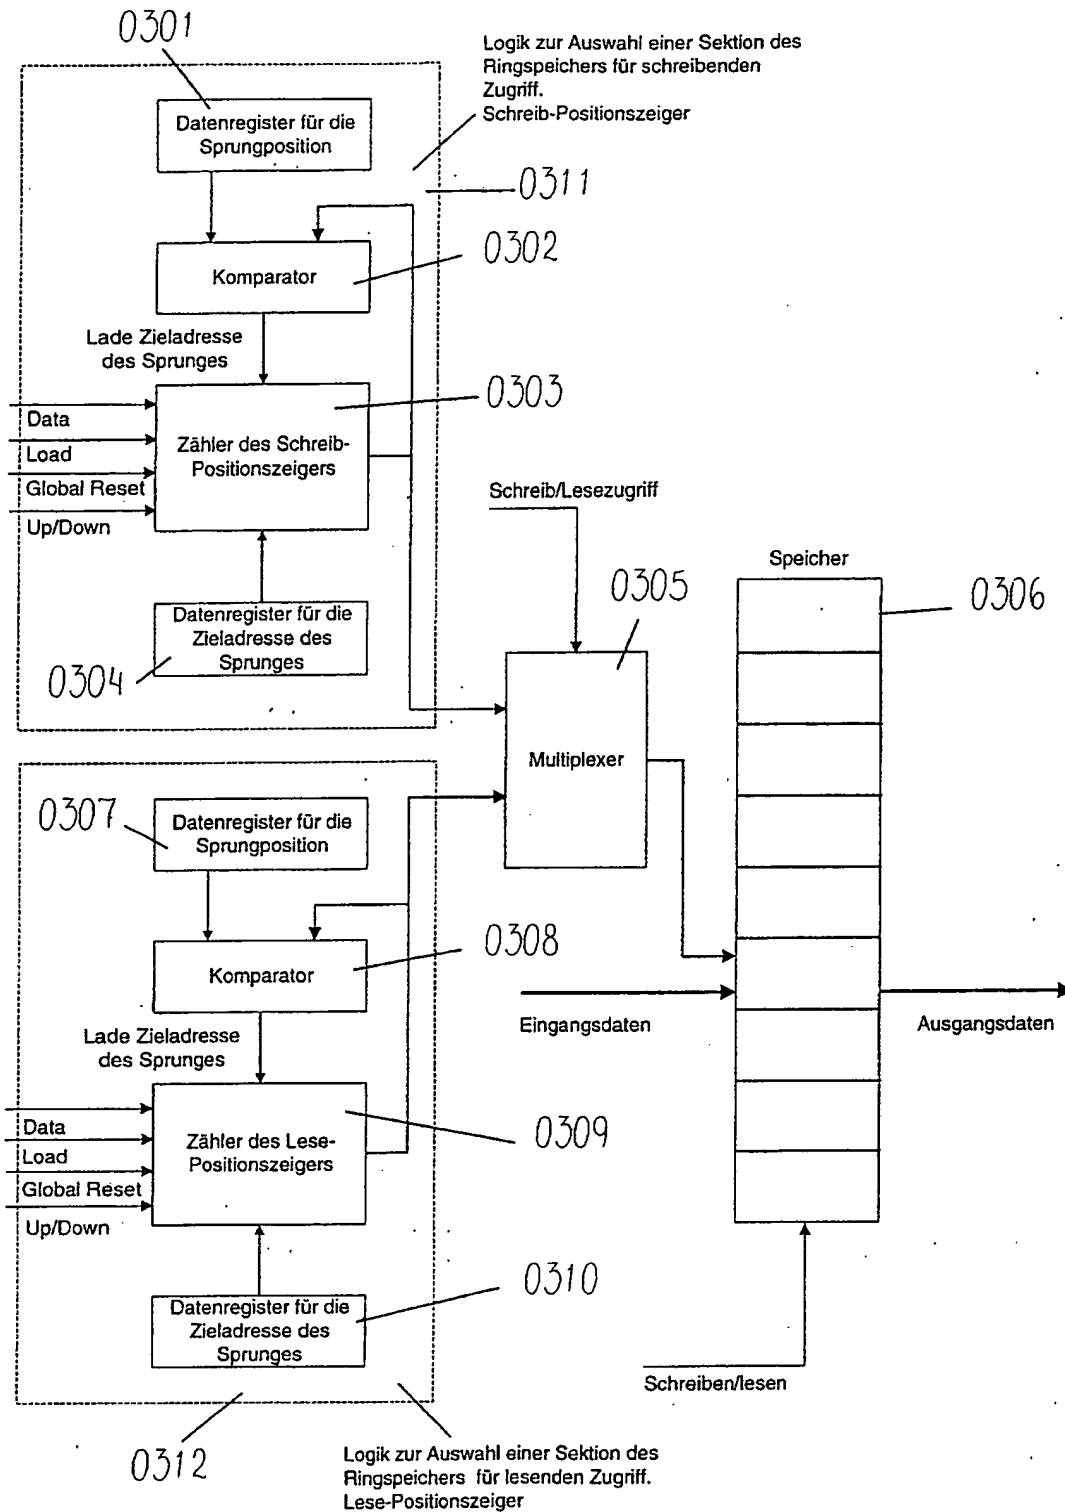 0301
Logik zur Auswahl einer Sektion des
Ringspeichers für schreibenden
Zugriff.
Schreib-Positionszeiger
Datenregister für die
Sprungposition
0311
0302
Komparator
Lade Zieladresse
des Sprunges
0303
Data
Load
Global Reset
Up/Down
Zähler des Schreib-
Positionszeigers
Schreib/Lesezugriff
Speicher
0305
0306
Datenregister für die
Zieladresse des
Sprunges
0304
Multiplexer
0307
Datenregister für die
Sprungposition
0308
Komparator
Eingangsdaten
Ausgangsdaten
Lade Zieladresse
des Sprunges
0309
Data
Load
Global Reset
Up/Down
Zähler des Lese-
Positionszeigers
0310
Datenregister für die
Zieladresse des
Sprunges
Schreiben/lesen
0312
Logik zur Auswahl einer Sektion des
Ringspeichers für lesenden Zugriff.
Lese-Positionszeiger